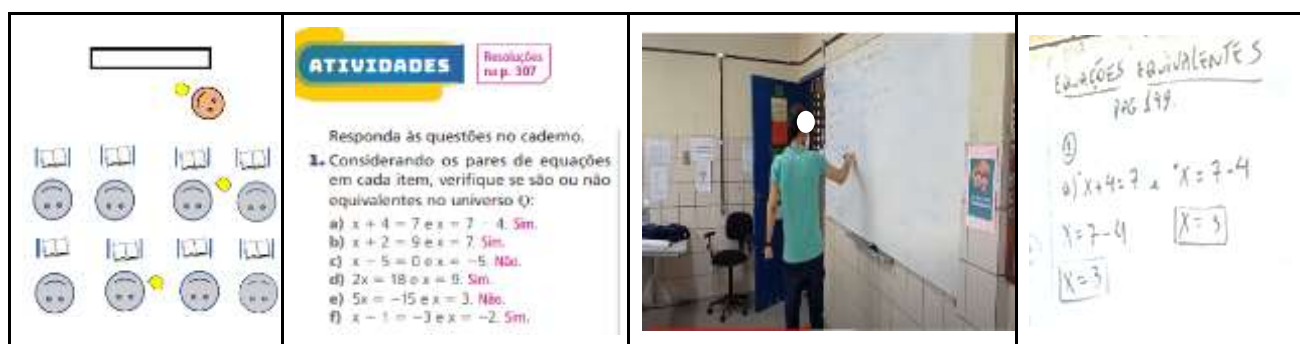 ATIVIDADES
Resoluções
na p. 307
Responda às questões no caderno.
1. Considerando os pares de equações
em cada item, verifique se são ou não
equivalentes no universo ℚ:
a) x + 4 = 7 e x = 7 - 4. Sim.
b) x + 2 = 9 e x = 7. Sim.
c) x - 5 = 0 e x = -5. Não.
d) 2x = 18 e x = 9. Sim.
e) 5x = -15 e x = 3. Não.
f) x - 1 = -3 e x = -2. Sim.
EQUAÇÕES EQUIVALENTES
PÁG 199.
①
a) x+4=7 e x=7-4
x=7-4 x=3
x=3